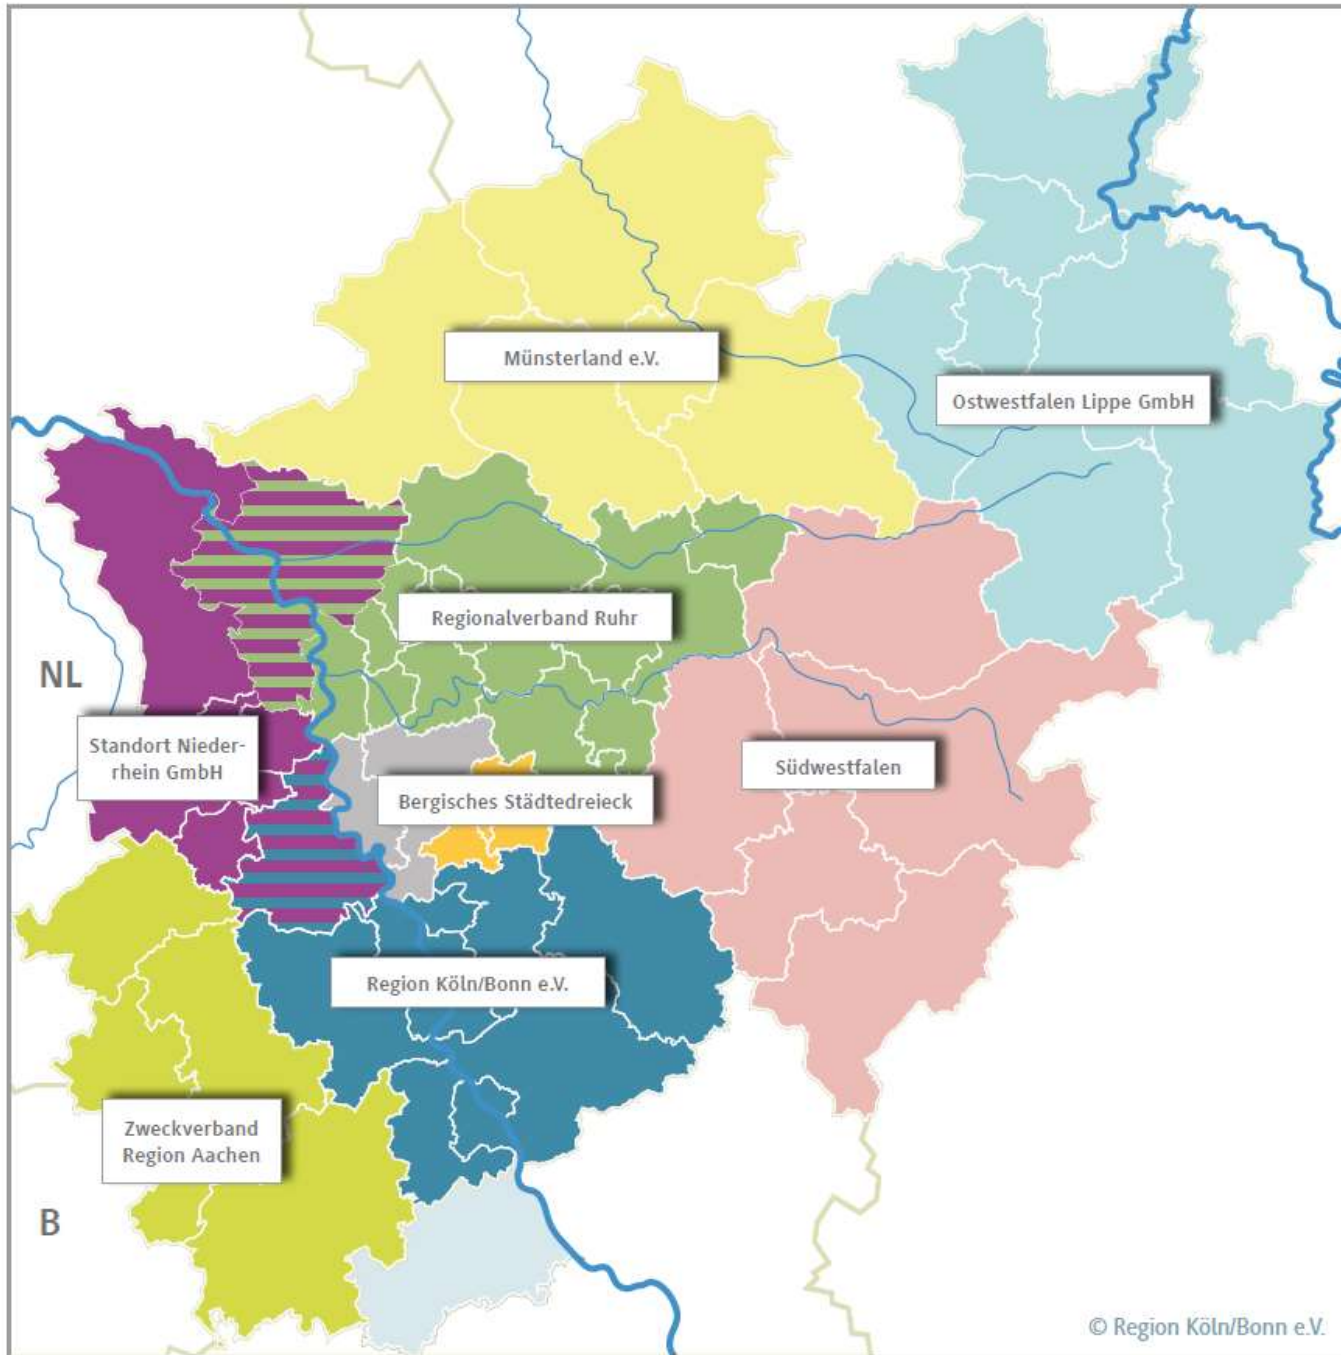 Münsterland e.V.
Ostwestfalen Lippe GmbH
Regionalverband Ruhr
NL
Standort Nieder-
rhein GmbH
Südwestfalen
Bergisches Städtedreieck
Region Köln/Bonn e.V.
Zweckverband
Region Aachen
B
© Region Köln/Bonn e.V.